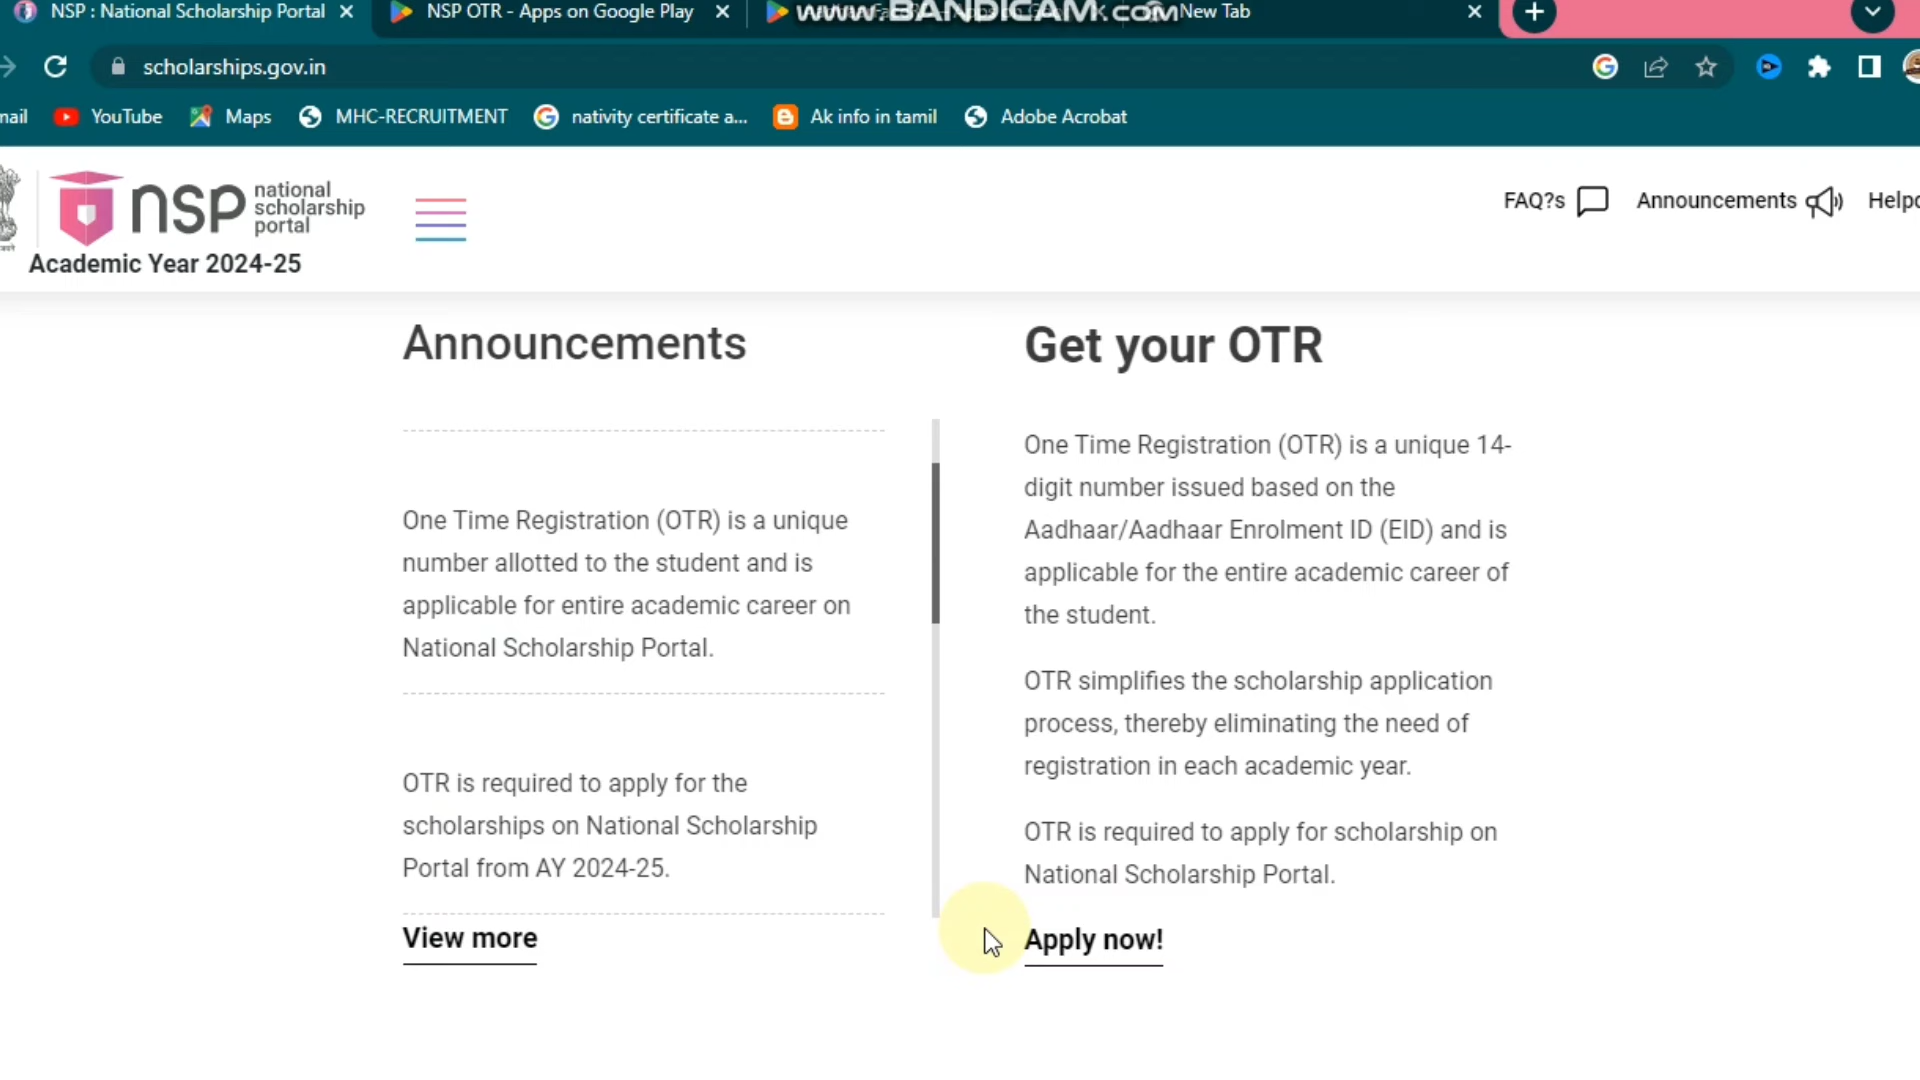 NSP : National Scholarship Portal
NSP OTR - Apps on Google Play
www.BANDICAM.com
New Tab
scholarships.gov.in
mail
YouTube
Maps
MHC-RECRUITMENT
nativity certificate a...
Ak info in tamil
Adobe Acrobat
nsp
national
scholarship
portal
Academic Year 2024-25
FAQ?s
Announcements
Helpd
Announcements
One Time Registration (OTR) is a unique
number allotted to the student and is
applicable for entire academic career on
National Scholarship Portal.
OTR is required to apply for the
scholarships on National Scholarship
Portal from AY 2024-25.
View more
Get your OTR
One Time Registration (OTR) is a unique 14-
digit number issued based on the
Aadhaar/Aadhaar Enrolment ID (EID) and is
applicable for the entire academic career of
the student.
OTR simplifies the scholarship application
process, thereby eliminating the need of
registration in each academic year.
OTR is required to apply for scholarship on
National Scholarship Portal.
Apply now!